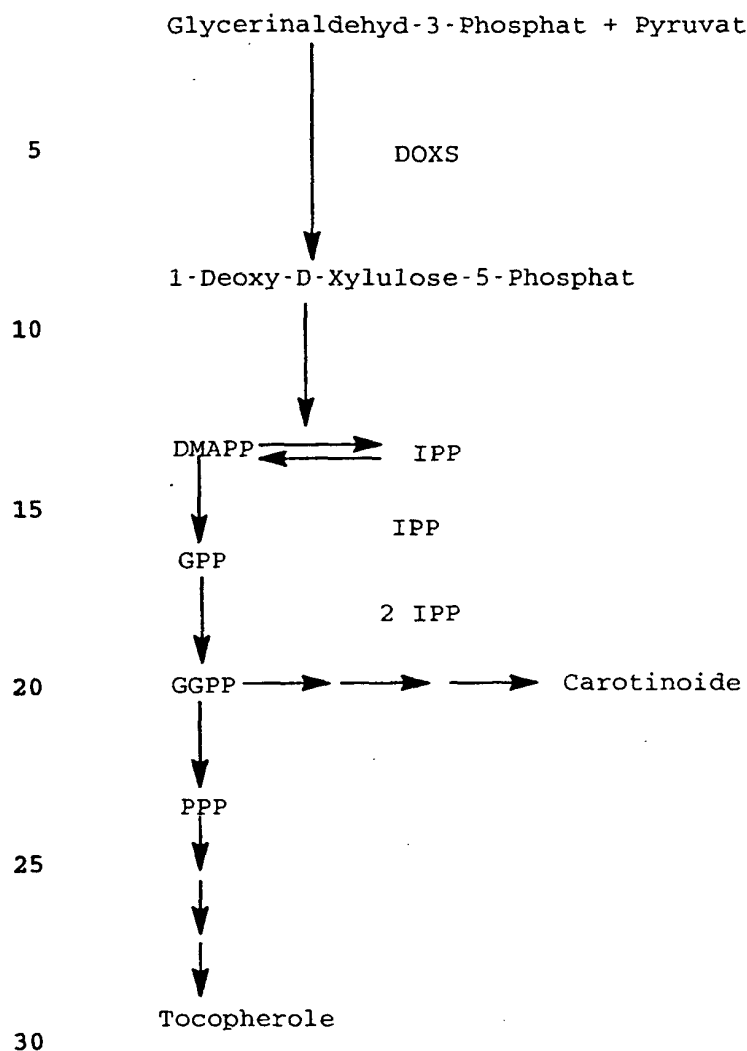 Glycerinaldehyd-3-Phosphat + Pyruvat
5 DOXS
1-Deoxy-D-Xylulose-5-Phosphat
10
DMAPP IPP
15 IPP
GPP
2 IPP
20 GGPP Carotinoide
PPP
25
Tocopherole
30